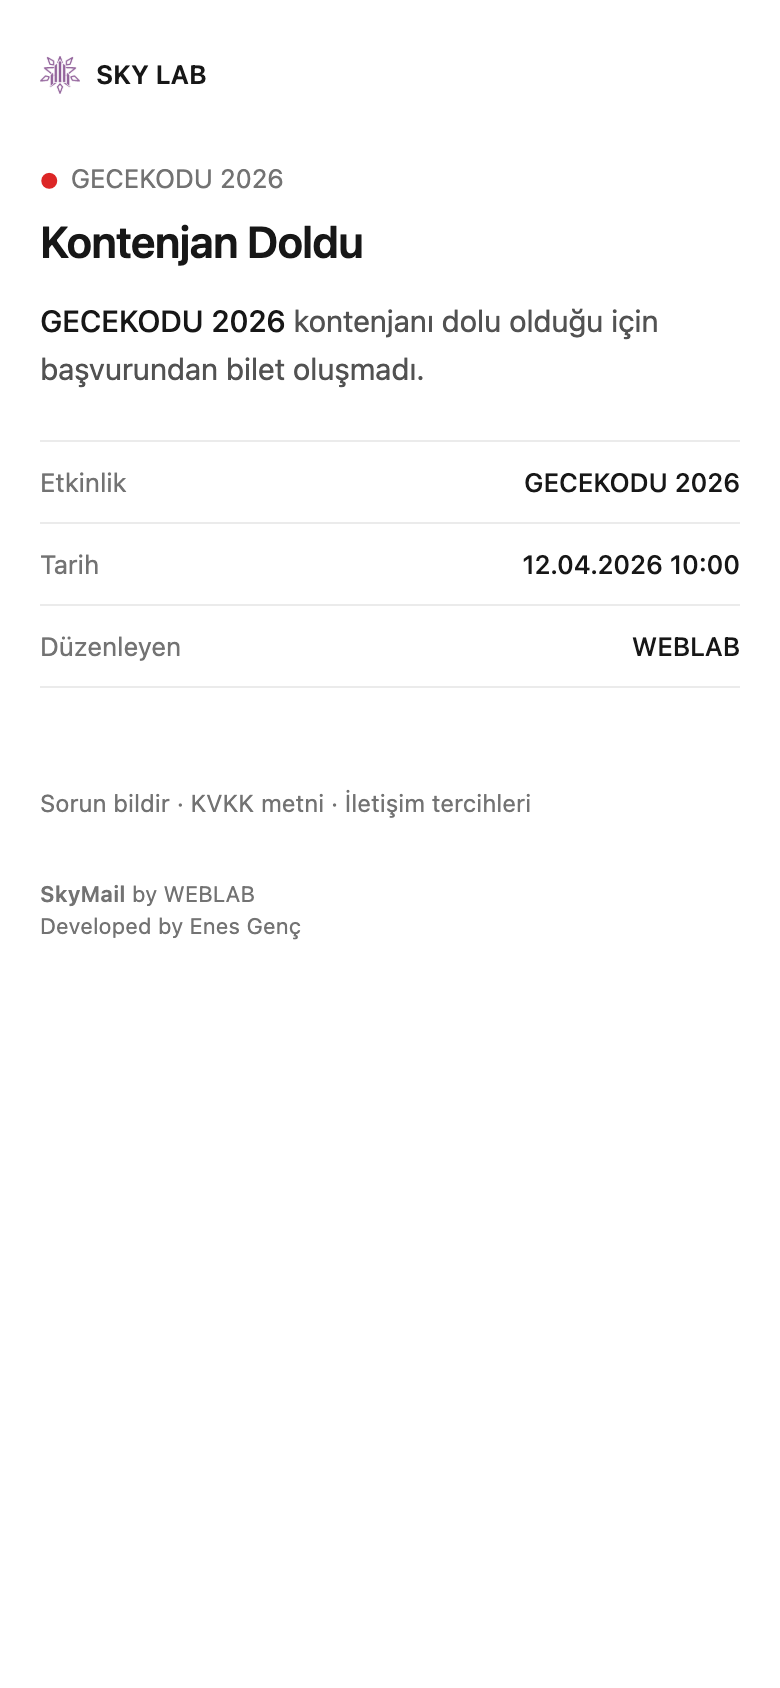 SKY LAB
GECEKODU 2026
Kontenjan Doldu
GECEKODU 2026 kontenjanı dolu olduğu için
başvurundan bilet oluşmadı.
Etkinlik GECEKODU 2026
Tarih 12.04.2026 10:00
Düzenleyen WEBLAB
Sorun bildir · KVKK metni · İletişim tercihleri
SkyMail by WEBLAB
Developed by Enes Genç